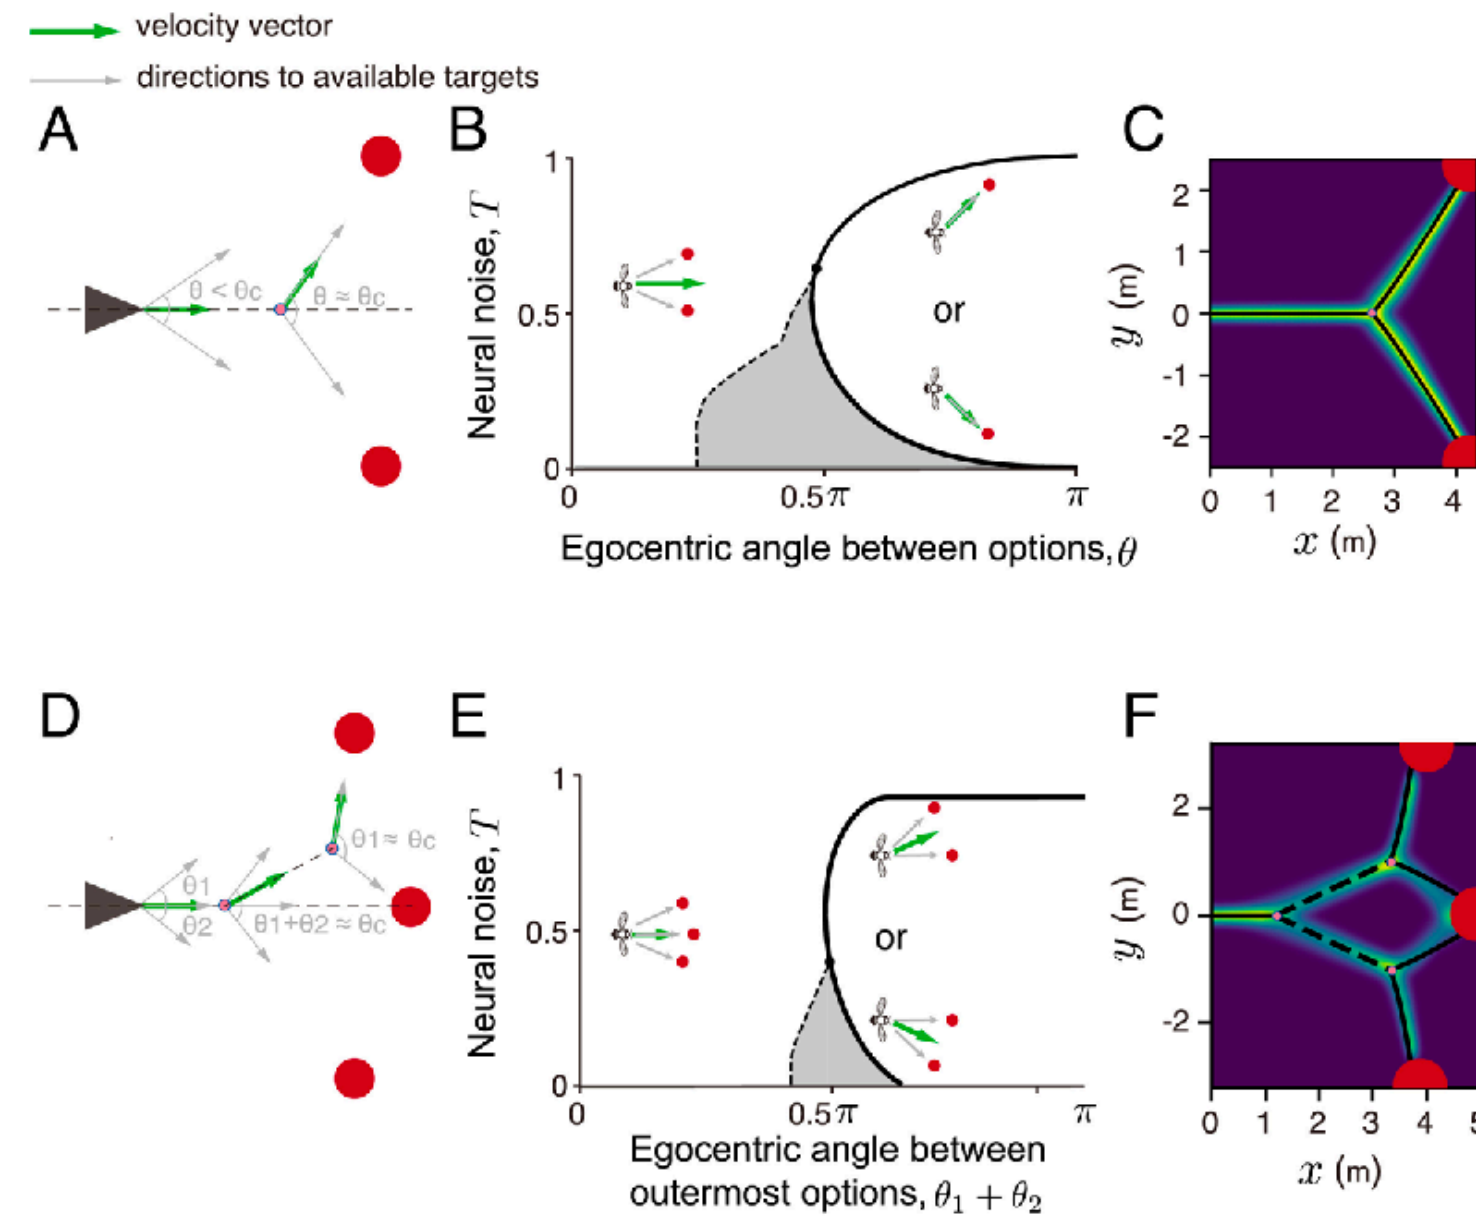 velocity vector
directions to available targets
A
θ < θc
θ ≈ θc
B
Neural noise, T
1
0.5
0
or
0
0.5π
π
Egocentric angle between options, θ
C
y (m)
2
1
0
-1
-2
0 1 2 3 4
x (m)
D
θ1
θ2
θ1≈ θc
θ1+θ2 ≈ θc
E
Neural noise, T
1
0.5
0
or
0
0.5π
π
Egocentric angle between
outermost options, θ1 + θ2
F
y (m)
2
0
-2
0 1 2 3 4
x (m)